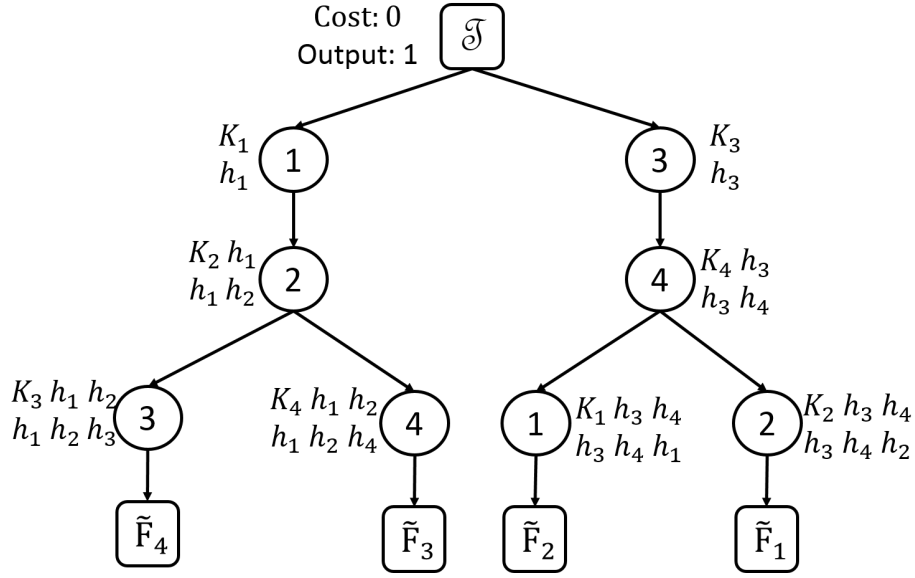 Cost: 0
Output: 1
𝒯
K₁
h₁
1
3
K₃
h₃
K₂ h₁
h₁ h₂
2
4
K₄ h₃
h₃ h₄
K₃ h₁ h₂
h₁ h₂ h₃
3
K₄ h₁ h₂
h₁ h₂ h₄
4
1
K₁ h₃ h₄
h₃ h₄ h₁
2
K₂ h₃ h₄
h₃ h₄ h₂
F̃₄
F̃₃
F̃₂
F̃₁